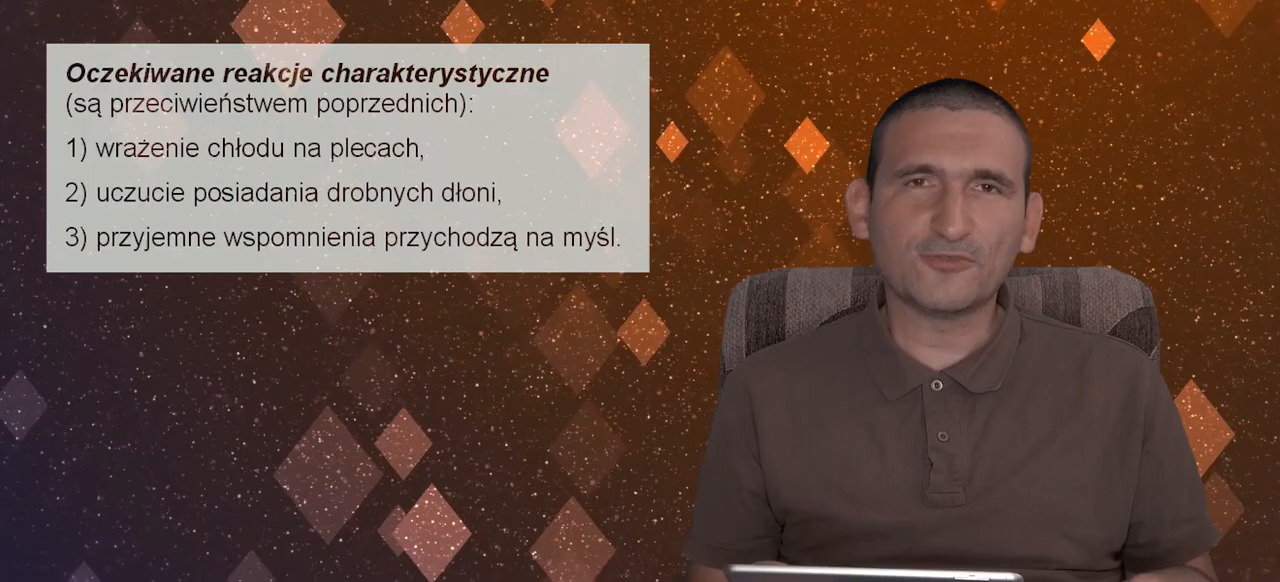 Oczekiwane reakcje charakterystyczne
(są przeciwieństwem poprzednich):
1) wrażenie chłodu na plecach,
2) uczucie posiadania drobnych dłoni,
3) przyjemne wspomnienia przychodzą na myśl.